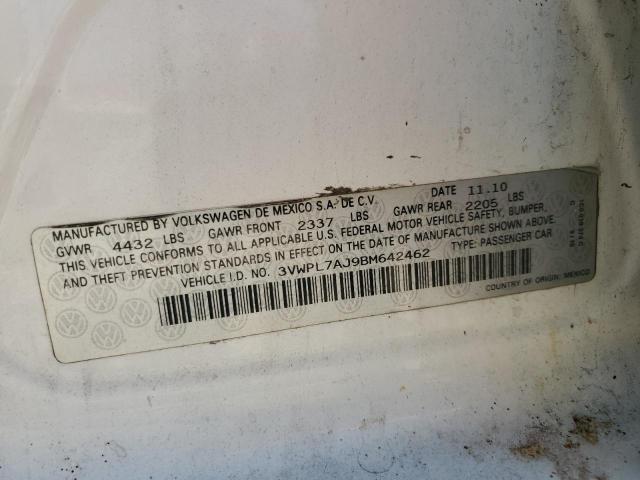 MANUFACTURED BY VOLKSWAGEN DE MEXICO S.A. DE C.V. DATE 11.10
GVWR 4432 LBS GAWR FRONT 2337 LBS GAWR REAR 2205 LBS
THIS VEHICLE CONFORMS TO ALL APPLICABLE U.S. FEDERAL MOTOR VEHICLE SAFETY, BUMPER,
AND THEFT PREVENTION STANDARDS IN EFFECT ON THE DATE OF MANUFACTURE SHOWN ABOVE.
VEHICLE I.D. NO. 3VWPL7AJ9BM642462 TYPE: PASSENGER CAR
COUNTRY OF ORIGIN: MEXICO